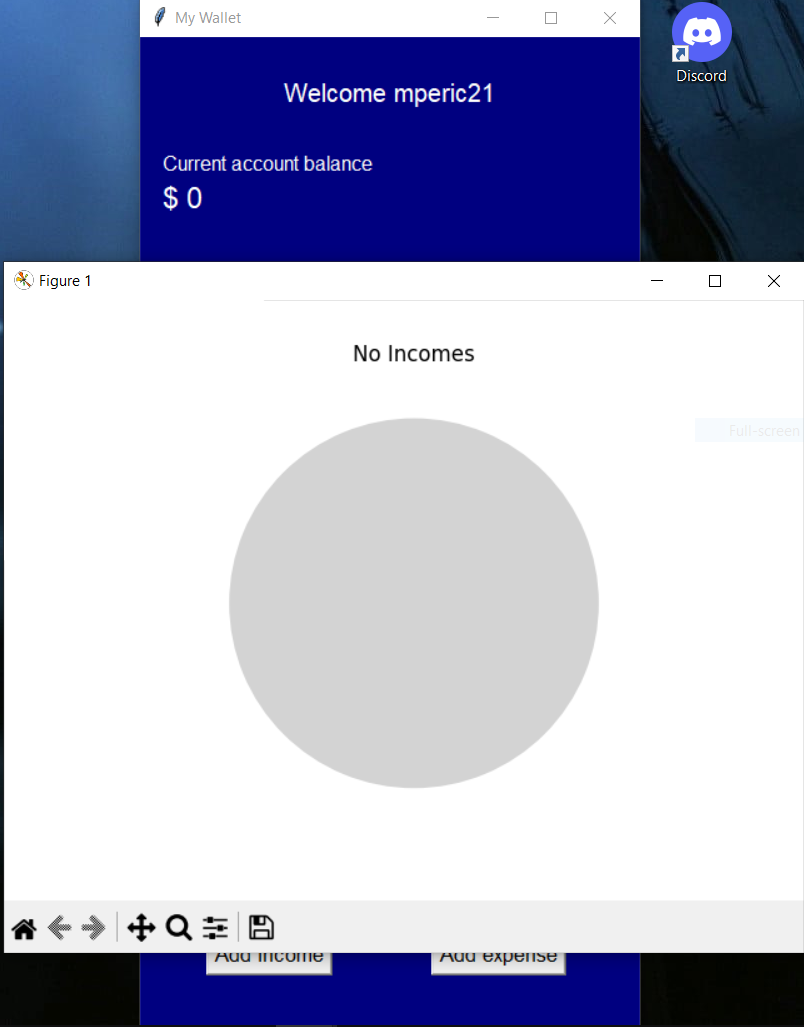 My Wallet
Discord
Welcome mperic21
Current account balance
$ 0
Figure 1
No Incomes
Full-screen
Add income
Add expense